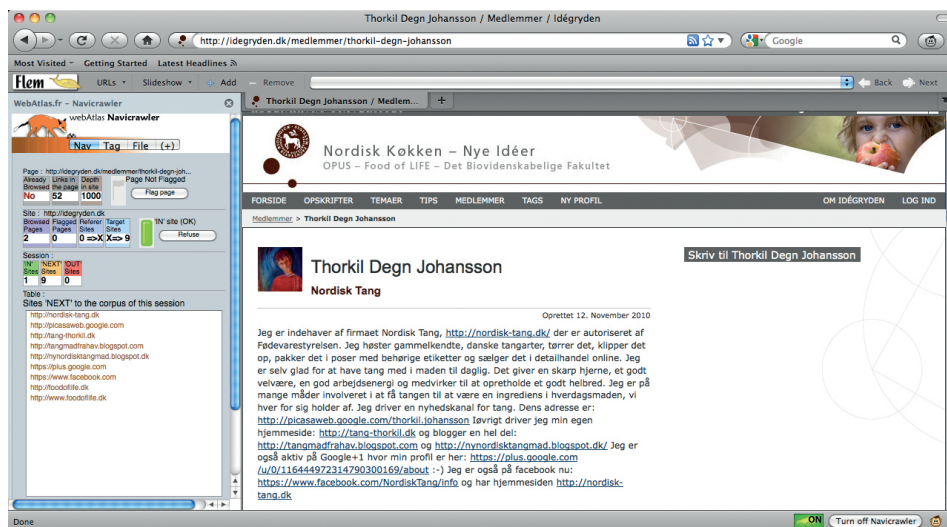 Thorkil Degn Johansson / Medlemmer / Idégryden
http://idegryden.dk/medlemmer/thorkil-degn-johansson
Google
Most Visited Getting Started Latest Headlines
Flem URLs Slideshow Add Remove Back Next
WebAtlas.fr – Navicrawler
Thorkil Degn Johansson / Medlem... +
webAtlas Navicrawler
Nav Tag File (+)
Page : http://idegryden.dk/medlemmer/thorkil-degn-joh...
Already Browsed Links in the page Depth in site Page Not Flagged
No 52 1000 Flag page
Site : http://idegryden.dk
Browsed Pages Flagged Pages Referer Sites Target Sites 'IN' site (OK)
2 0 0 =>X X=> 9 Refuse
Session :
'IN' Sites 'NEXT' Sites 'OUT' Sites
1 9 0
Table :
Sites 'NEXT' to the corpus of this session
http://nordisk-tang.dk
http://picasaweb.google.com
http://tang-thorkil.dk
http://tangmadfrahav.blogspot.com
http://nynordisktangmad.blogspot.dk
https://plus.google.com
https://www.facebook.com
http://foodoflife.dk
http://www.foodoflife.dk
Nordisk Køkken – Nye Idéer
OPUS – Food of LIFE – Det Biovidenskabelige Fakultet
FORSIDE OPSKRIFTER TEMAER TIPS MEDLEMMER TAGS NY PROFIL OM IDÉGRYDEN LOG IND
Medlemmer > Thorkil Degn Johansson
Thorkil Degn Johansson
Nordisk Tang
Skriv til Thorkil Degn Johansson
Oprettet 12. November 2010
Jeg er indehaver af firmaet Nordisk Tang, http://nordisk-tang.dk/ der er autoriseret af
Fødevarestyrelsen. Jeg høster gammelkendte, danske tangarter, tørrer det, klipper det
op, pakker det i poser med behørige etiketter og sælger det i detailhandel online. Jeg
er selv glad for at have tang med i maden til daglig. Det giver en skarp hjerne, et godt
velvære, en god arbejdsenergi og medvirker til at opretholde et godt helbred. Jeg er på
mange måder involveret i at få tangen til at være en ingrediens i hverdagsmaden, vi
hver for sig holder af. Jeg driver en nyhedskanal for tang. Dens adresse er:
http://picasaweb.google.com/thorkil.johansson Iøvrigt driver jeg min egen
hjemmeside: http://tang-thorkil.dk og blogger en hel del:
http://tangmadfrahav.blogspot.com og http://nynordisktangmad.blogspot.dk/ Jeg er
også aktiv på Google+1 hvor min profil er her: https://plus.google.com
/u/0/116444972314790300169/about :-) Jeg er også på facebook nu:
https://www.facebook.com/NordiskTang/info og har hjemmesiden http://nordisk-
tang.dk
Done ON Turn off Navicrawler